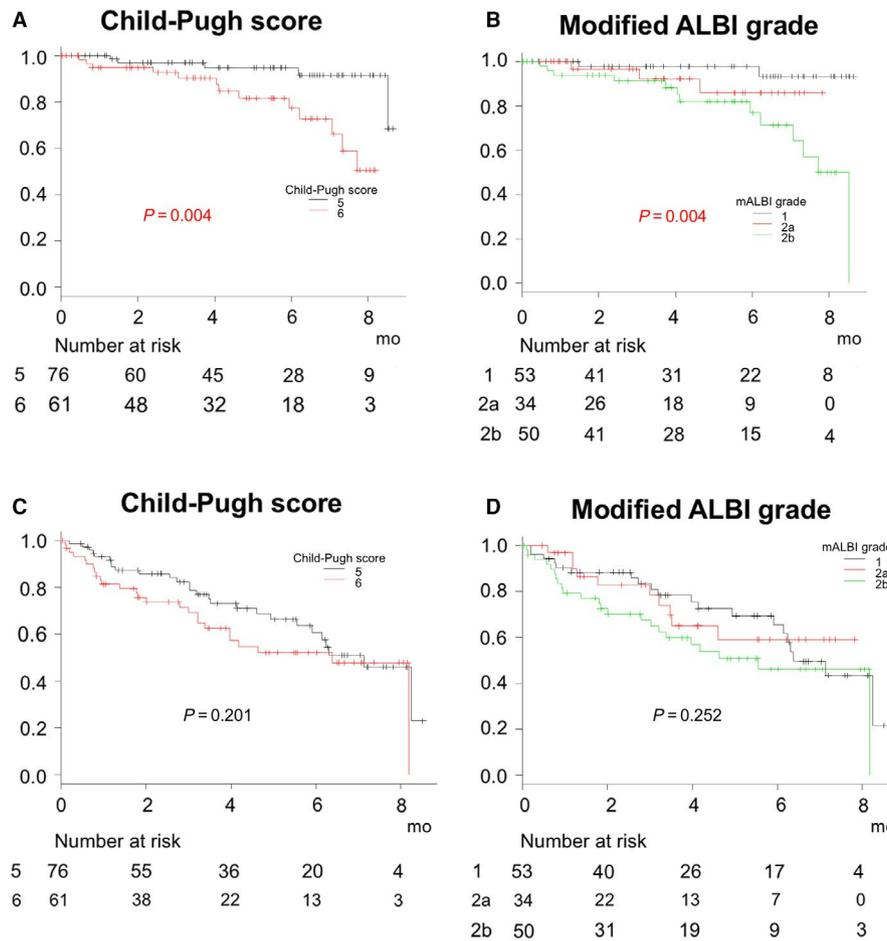 A
Child-Pugh score
1.0
0.8
0.6
0.4
0.2
0.0
P = 0.004
Child-Pugh score
5
6
0 2 4 6 8
mo
Number at risk
5 76 60 45 28 9
6 61 48 32 18 3
B
Modified ALBI grade
1.0
0.8
0.6
0.4
0.2
0.0
P = 0.004
mALBI grade
1
2a
2b
0 2 4 6 8
mo
Number at risk
1 53 41 31 22 8
2a 34 26 18 9 0
2b 50 41 28 15 4
C
Child-Pugh score
1.0
0.8
0.6
0.4
0.2
0.0
Child-Pugh score
5
6
P = 0.201
0 2 4 6 8
mo
Number at risk
5 76 55 36 20 4
6 61 38 22 13 3
D
Modified ALBI grade
1.0
0.8
0.6
0.4
0.2
0.0
mALBI grade
1
2a
2b
P = 0.252
0 2 4 6 8
mo
Number at risk
1 53 40 26 17 4
2a 34 22 13 7 0
2b 50 31 19 9 3